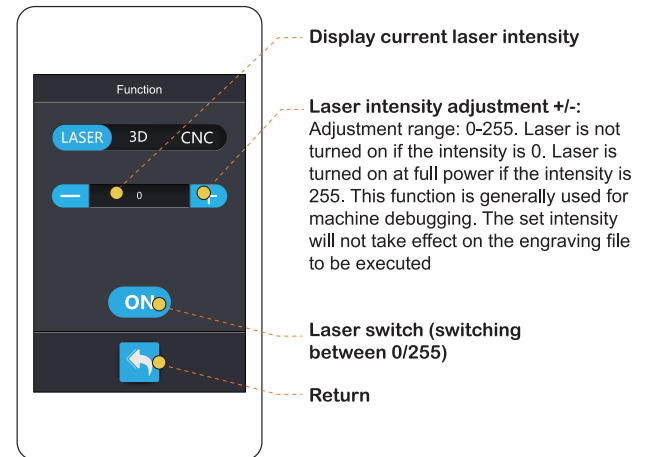 Display current laser intensity
Function
Laser intensity adjustment +/-:
LASER 3D CNC
Adjustment range: 0-255. Laser is not
turned on if the intensity is 0. Laser is
turned on at full power if the intensity is
255. This function is generally used for
machine debugging. The set intensity
will not take effect on the engraving file
to be executed
— 0 +
ON
Laser switch (switching
between 0/255)
Return